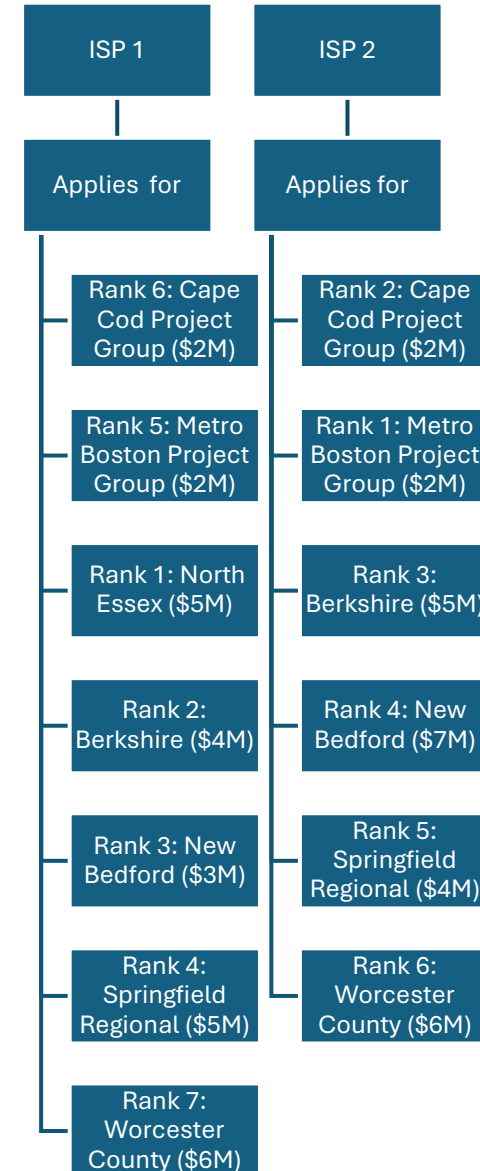 ISP 1
Applies for
Rank 6: Cape
Cod Project
Group ($2M)
Rank 5: Metro
Boston Project
Group ($2M)
Rank 1: North
Essex ($5M)
Rank 2:
Berkshire ($4M)
Rank 3: New
Bedford ($3M)
Rank 4:
Springfield
Regional ($5M)
Rank 7:
Worcester
County ($6M)
ISP 2
Applies for
Rank 2: Cape
Cod Project
Group ($2M)
Rank 1: Metro
Boston Project
Group ($2M)
Rank 3:
Berkshire ($5M)
Rank 4: New
Bedford ($7M)
Rank 5:
Springfield
Regional ($4M)
Rank 6:
Worcester
County ($6M)